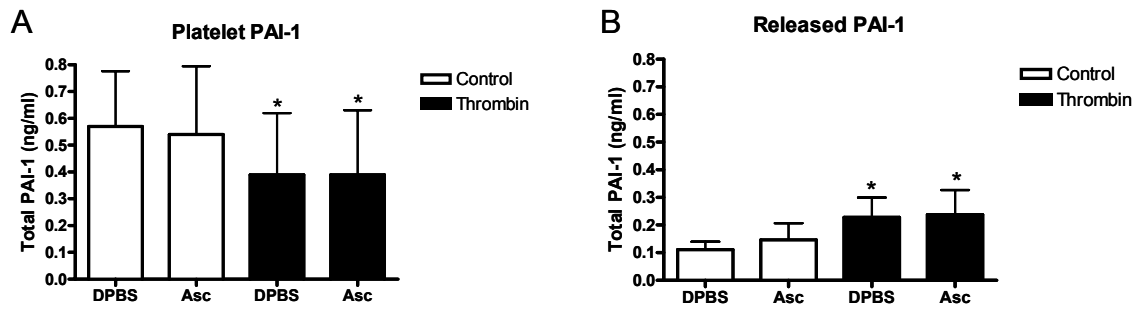 A
Platelet PAI-1
Total PAI-1 (ng/ml)
0.8
0.7
0.6
0.5
0.4
0.3
0.2
0.1
0.0
*
*
DPBS Asc DPBS Asc
Control
Thrombin
B
Released PAI-1
Total PAI-1 (ng/ml)
0.8
0.7
0.6
0.5
0.4
0.3
0.2
0.1
0.0
*
*
DPBS Asc DPBS Asc
Control
Thrombin